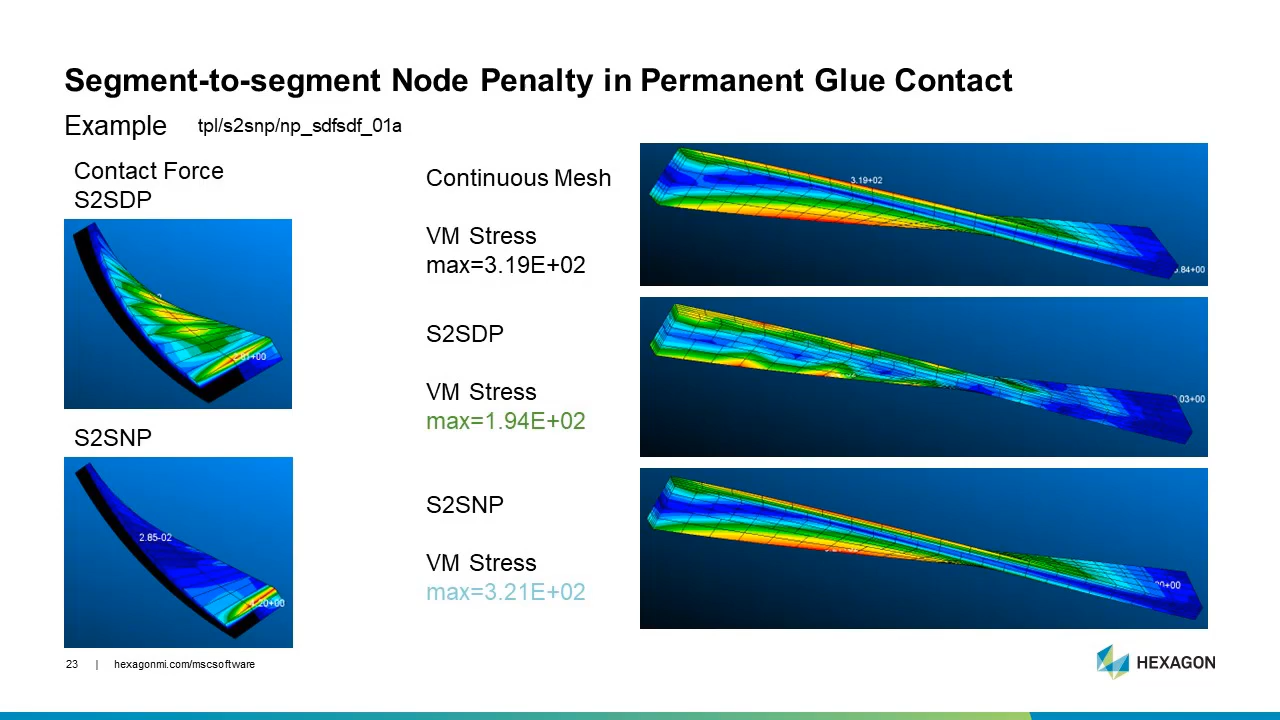 Segment-to-segment Node Penalty in Permanent Glue Contact
Example tpl/s2snp/np_sdfsdf_01a
Contact Force
S2SDP
S2SNP
2.85-02
Continuous Mesh
VM Stress
max=3.19E+02
S2SDP
VM Stress
max=1.94E+02
S2SNP
VM Stress
max=3.21E+02
3.19+02
23 | hexagonmi.com/mscsoftware
HEXAGON